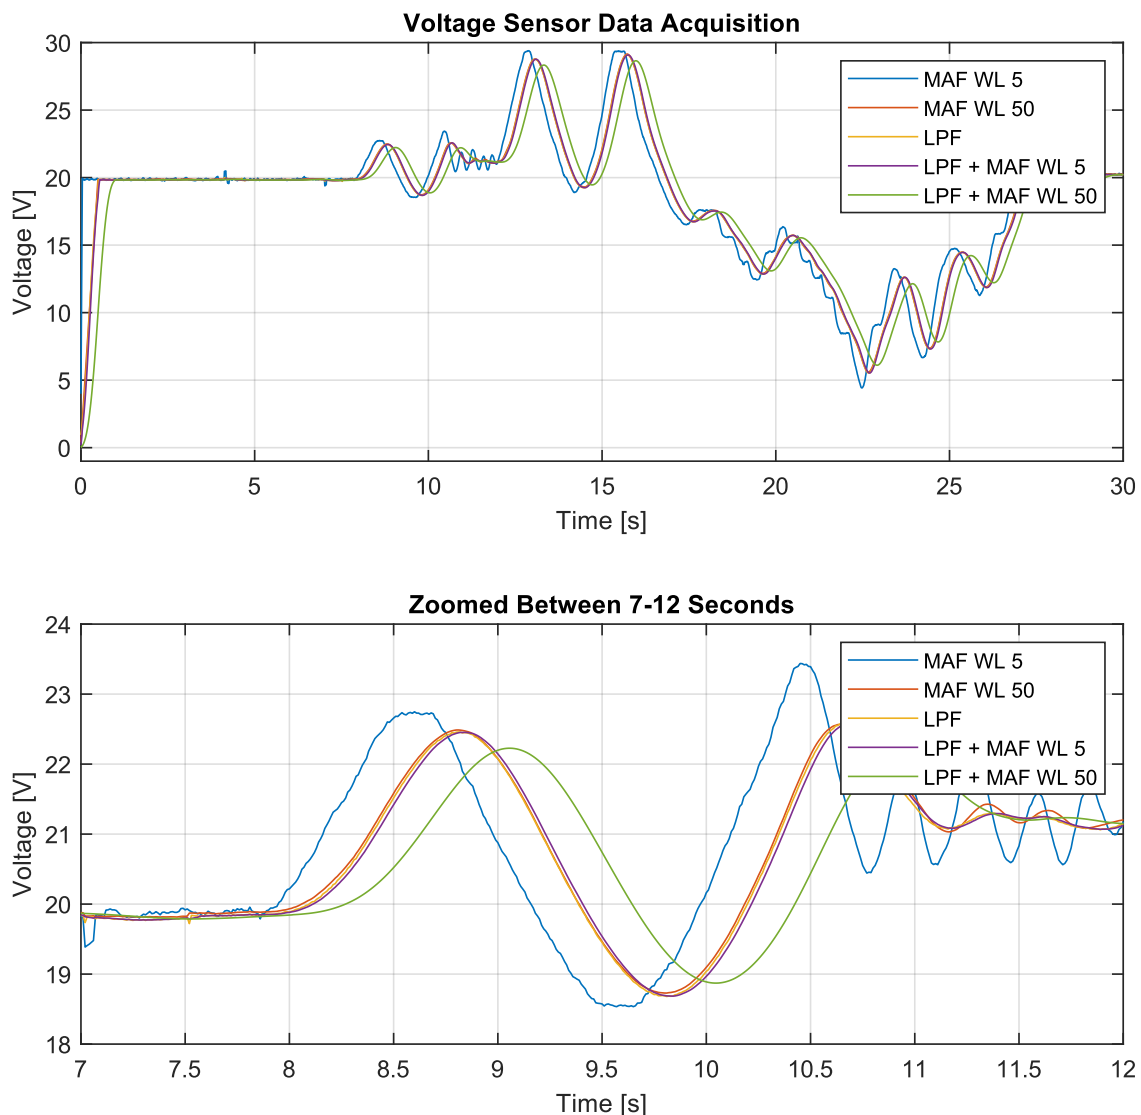 Voltage Sensor Data Acquisition
30
25
20
15
10
5
0
Voltage [V]
MAF WL 5
MAF WL 50
LPF
LPF + MAF WL 5
LPF + MAF WL 50
0 5 10 15 20 25 30
Time [s]
Zoomed Between 7-12 Seconds
24
23
22
21
20
19
18
Voltage [V]
MAF WL 5
MAF WL 50
LPF
LPF + MAF WL 5
LPF + MAF WL 50
7 7.5 8 8.5 9 9.5 10 10.5 11 11.5 12
Time [s]